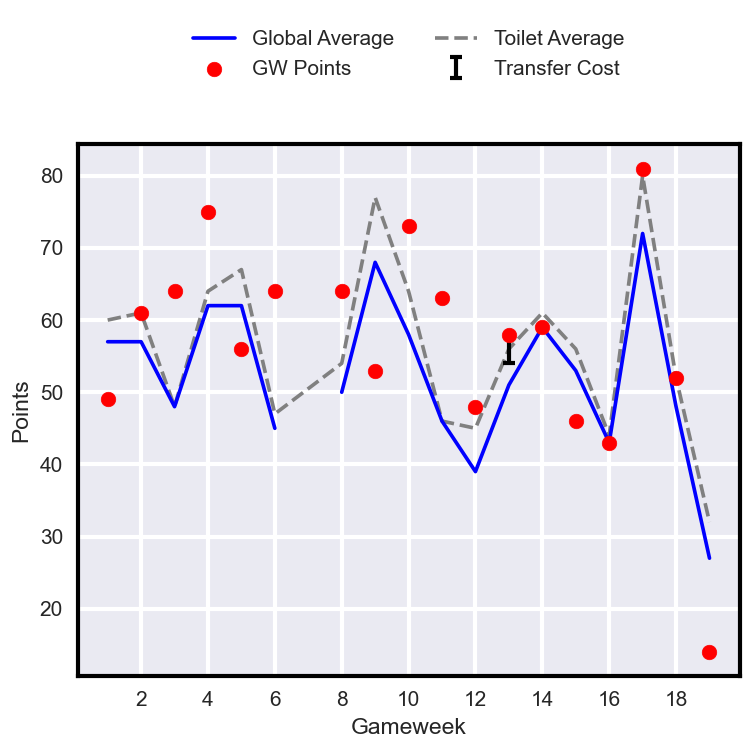 Global Average
Toilet Average
GW Points
Transfer Cost
80
70
60
50
40
30
20
Points
2 4 6 8 10 12 14 16 18
Gameweek